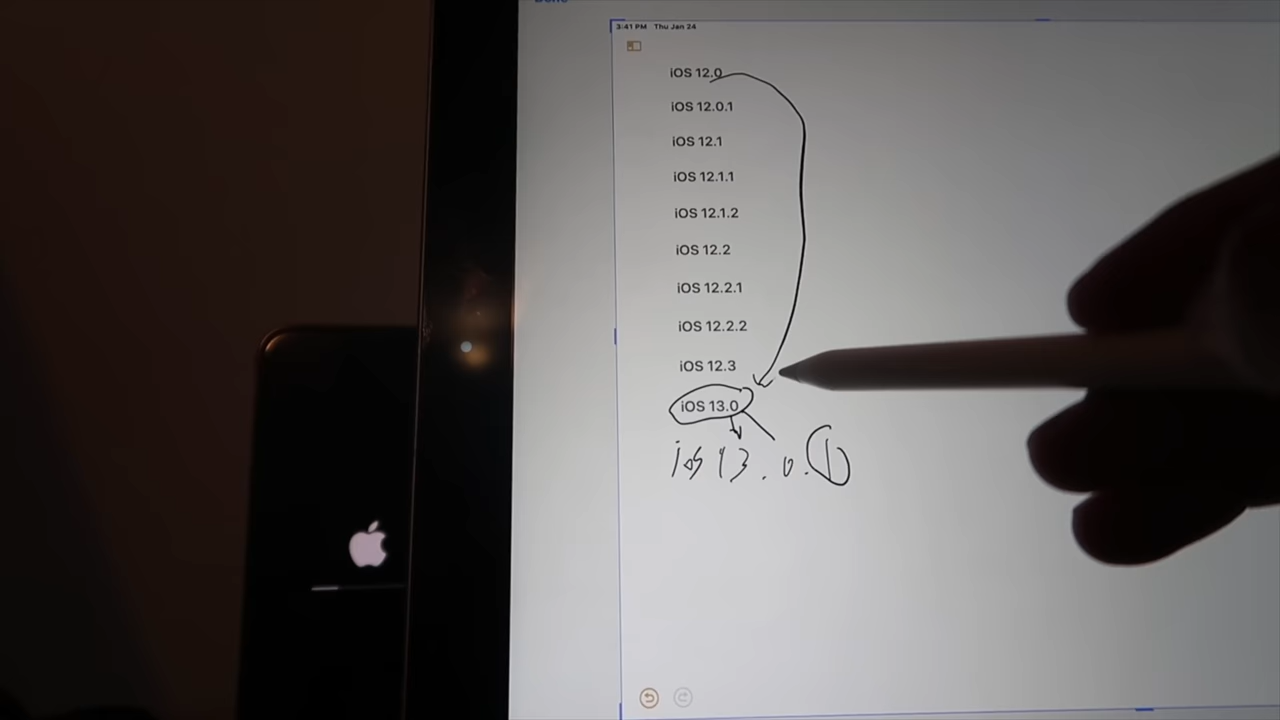 3:41 PM Thu Jan 24
iOS 12.0
iOS 12.0.1
iOS 12.1
iOS 12.1.1
iOS 12.1.2
iOS 12.2
iOS 12.2.1
iOS 12.2.2
iOS 12.3
iOS 13.0
ios 13.0.1